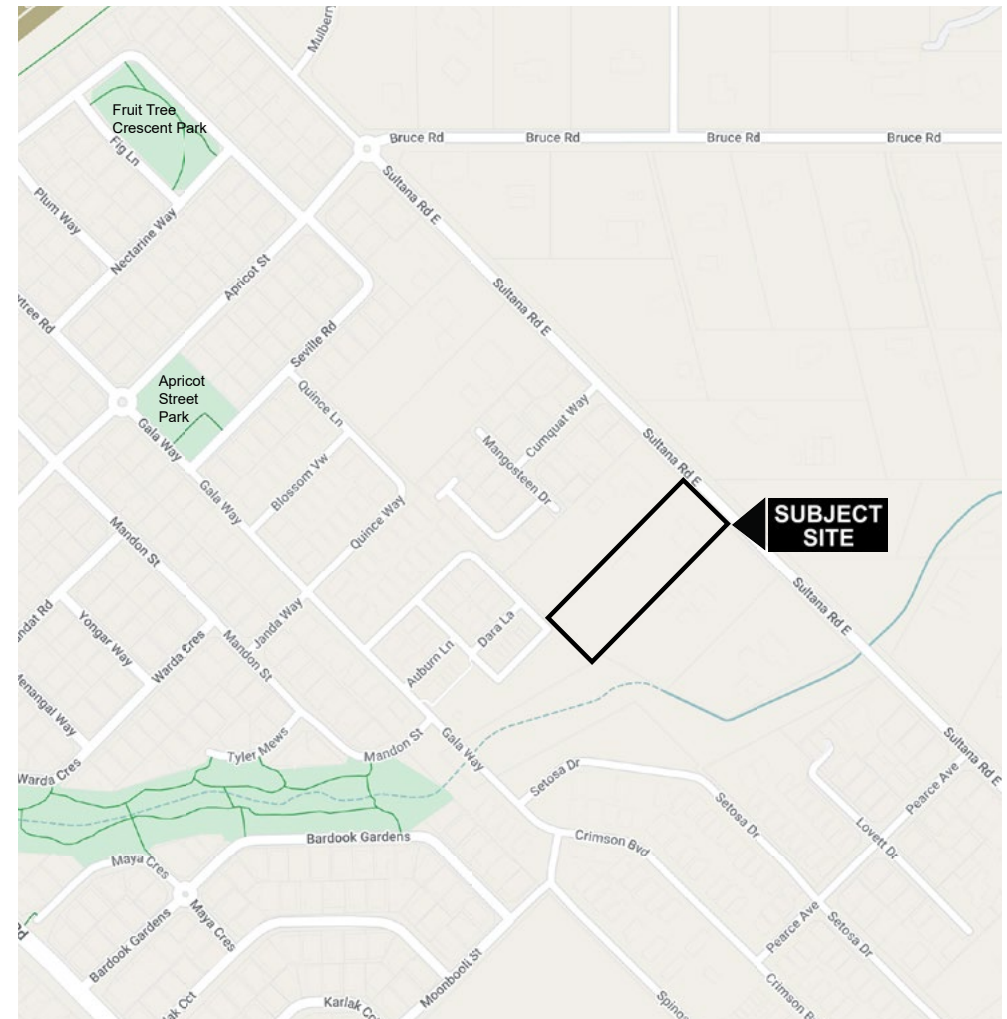 Mulberry
Fruit Tree
Crescent Park
Bruce Rd
Bruce Rd
Bruce Rd
Bruce Rd
Fig Ln
Sultana Rd E
Plum Way
Nectarine Way
Apricot St
Sultana Rd E
Seville Rd
Apricot
Street
Park
Quince Ln
Cumquat Way
Gala Way
Mangosteen Dr
Sultana Rd E
Blossom Vw
Gala Way
SUBJECT
SITE
Quince Way
Mandon St
Sultana Rd E
Janda Way
Yongar Way
Dara La
Warda Cres
Mandon St
Auburn Ln
Tyler Mews
Mandon St
Gala Way
Sultana Rd E
Warda Cres
Setosa Dr
Pearce Ave
Setosa Dr
Bardook Gardens
Crimson Bvd
Lovett Dr
Maya Cres
Maya Cres
Pearce Ave
Setosa Dr
Bardook Gardens
Moonbooli St
Karlak Co
Crimson B
Spino